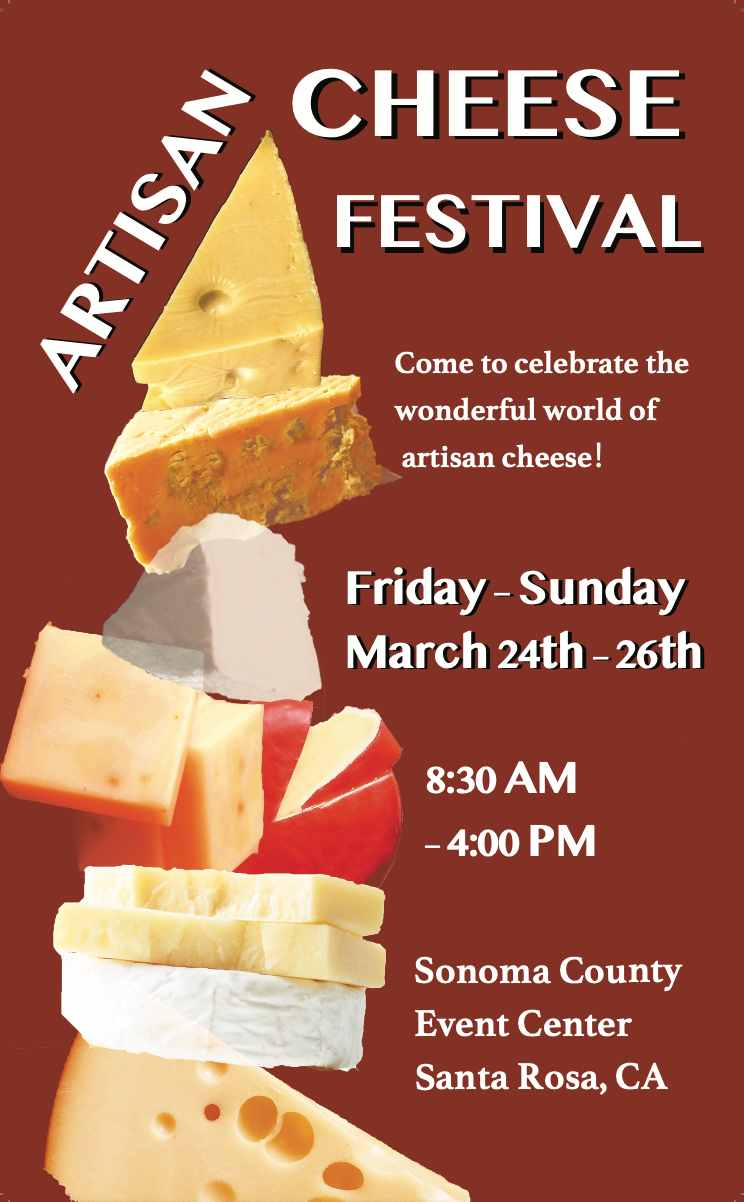 ARTISAN
CHEESE
FESTIVAL
Come to celebrate the
wonderful world of
artisan cheese!
Friday – Sunday
March 24th – 26th
8:30 AM
– 4:00 PM
Sonoma County
Event Center
Santa Rosa, CA